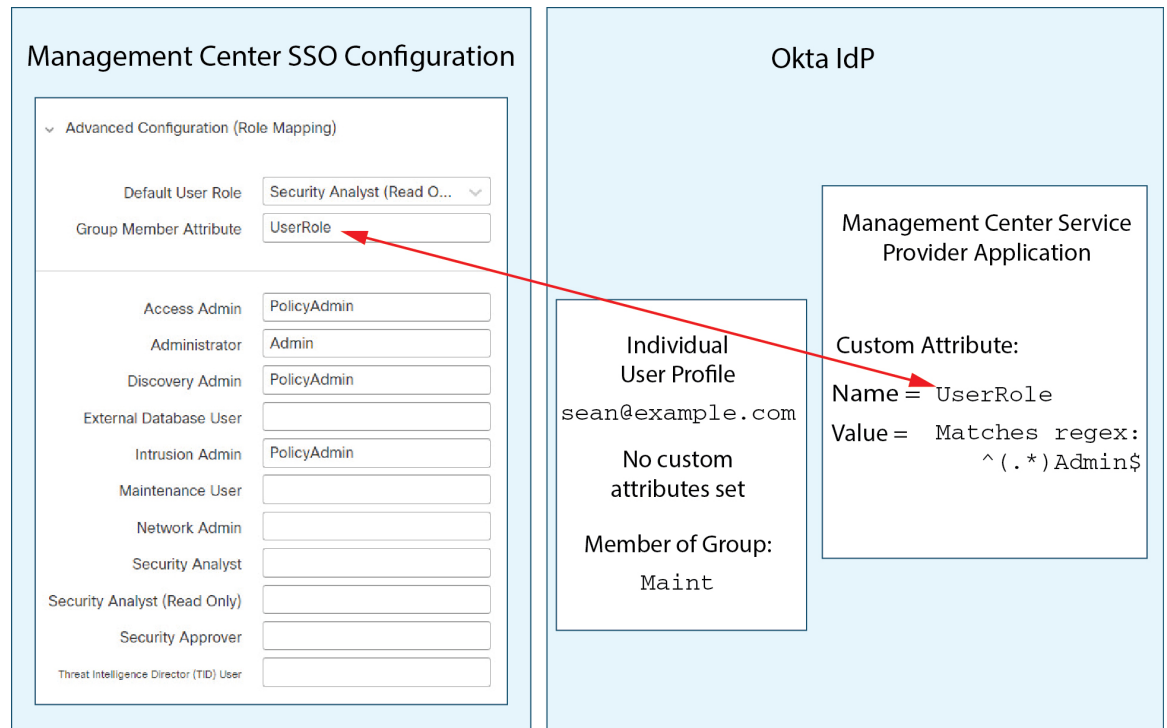 Management Center SSO Configuration
Advanced Configuration (Role Mapping)
Default User Role Security Analyst (Read O...
Group Member Attribute UserRole
Access Admin PolicyAdmin
Administrator Admin
Discovery Admin PolicyAdmin
External Database User
Intrusion Admin PolicyAdmin
Maintenance User
Network Admin
Security Analyst
Security Analyst (Read Only)
Security Approver
Threat Intelligence Director (TID) User
Okta IdP
Individual
User Profile
sean@example.com
No custom
attributes set
Member of Group:
Maint
Management Center Service
Provider Application
Custom Attribute:
Name = UserRole
Value = Matches regex:
^(.*)Admin$